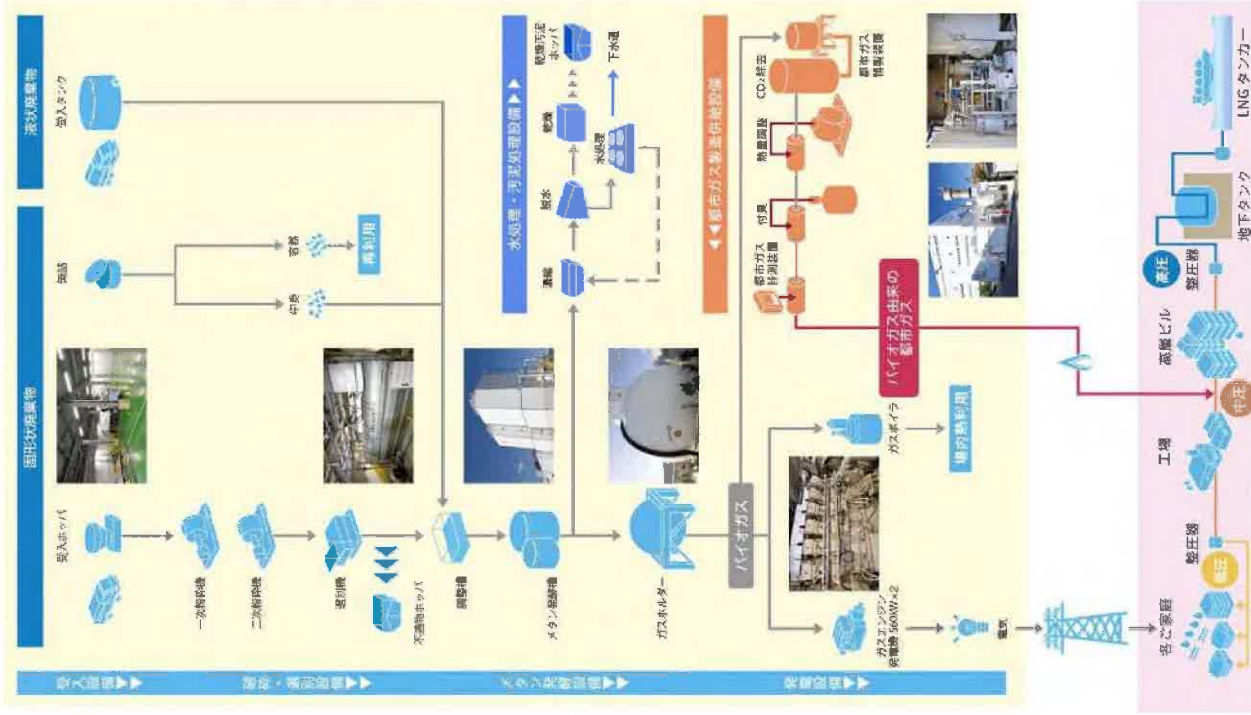 固形状廃棄物
液状廃棄物
受入設備
破砕・選別設備
メタン発酵設備
発電設備
受入ホッパ
一次粉砕機
二次粉砕機
選別機
不適物ホッパ
調整槽
メタン発酵槽
ガスホルダー
バイオガス
ガスエンジン
発電機 560kW×2
電気
ガスボイラ
場内熱利用
缶詰
中身
容器
再利用
受入タンク
水処理・汚泥処理設備
濃縮
脱水
乾燥
乾燥汚泥
ホッパ
水処理
下水道
都市ガス製造供給設備
都市ガス
精製装置
CO₂除去
熱量調整
付臭
都市ガス
計測装置
バイオガス由来の
都市ガス
各ご家庭
低圧
整圧器
工場
中圧
高層ビル
整圧器
高圧
地下タンク
LNGタンカー